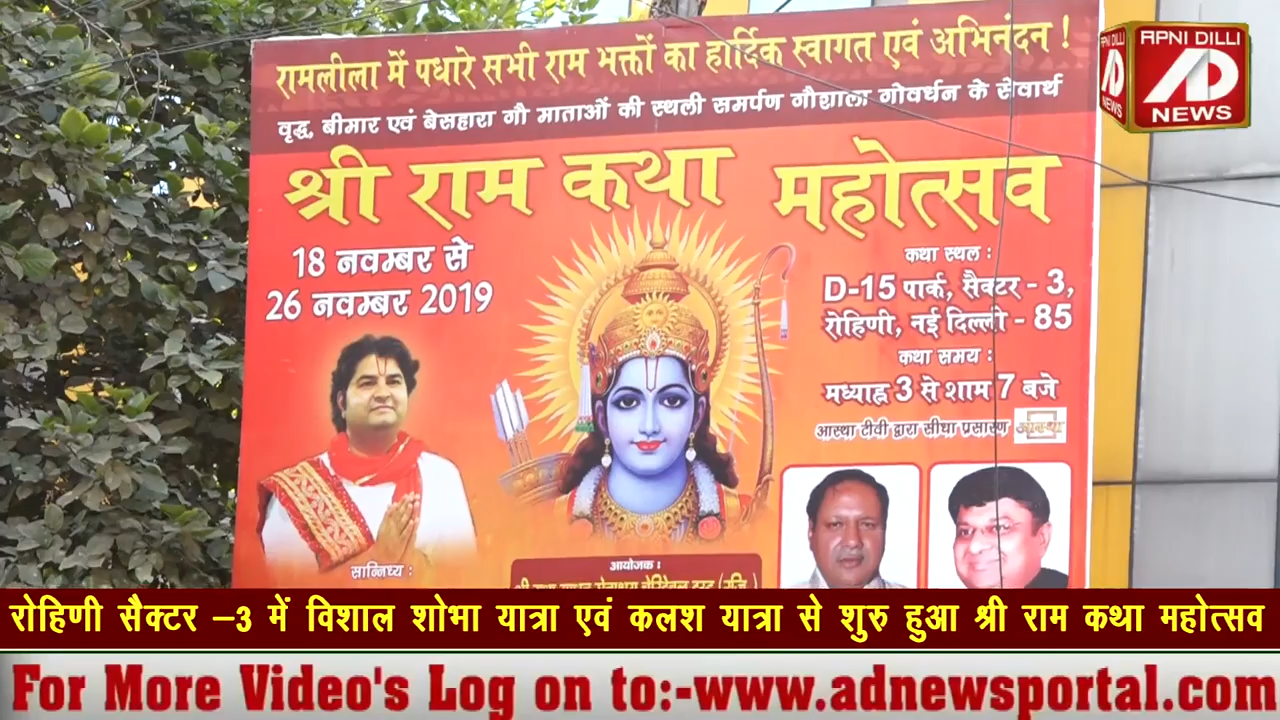 रामलीला में पधारे सभी राम भक्तों का हार्दिक स्वागत एवं अभिनंदन !
वृद्ध, बीमार एवं बेसहारा गौ माताओं की स्थली समर्पण गौशाला गोवर्धन के सेवार्थ
श्री राम कथा महोत्सव
18 नवम्बर से
26 नवम्बर 2019
कथा स्थल :
D-15 पार्क, सैक्टर - 3,
रोहिणी, नई दिल्ली - 85
कथा समय :
मध्याह्न 3 से शाम 7 बजे
आस्था टीवी द्वारा सीधा प्रसारण
आस्था
सान्निध्य :
आयोजक :
APNI DILLI
AD
NEWS
रोहिणी सैक्टर –3 में विशाल शोभा यात्रा एवं कलश यात्रा से शुरु हुआ श्री राम कथा महोत्सव
For More Video's Log on to:-www.adnewsportal.com